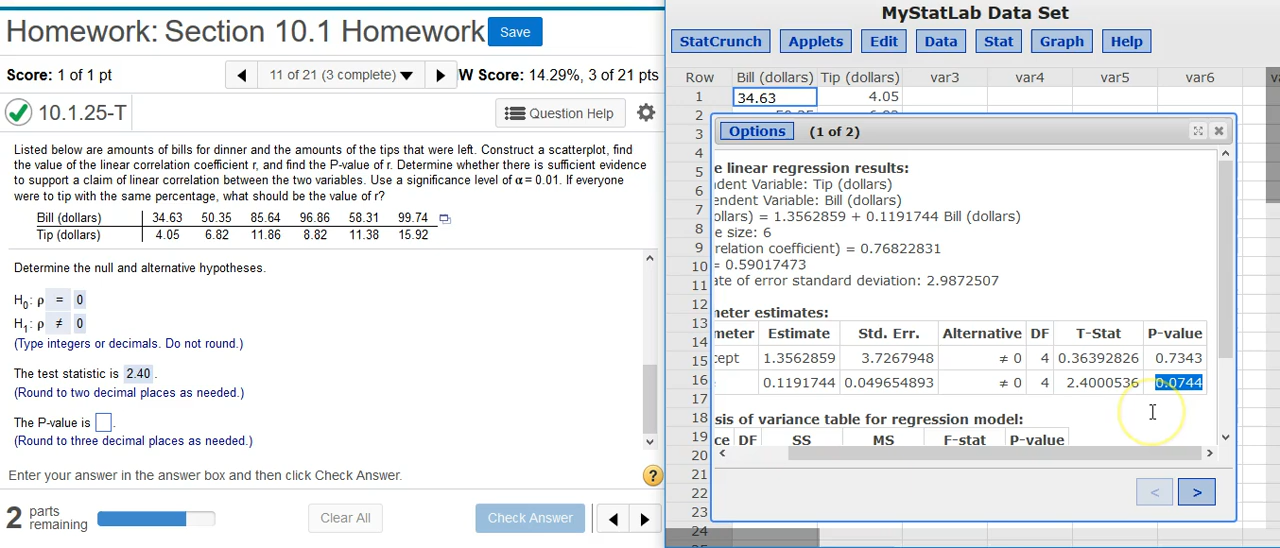 Homework: Section 10.1 Homework
Save
Score: 1 of 1 pt
11 of 21 (3 complete)
W Score: 14.29%, 3 of 21 pts
10.1.25-T
Question Help
Listed below are amounts of bills for dinner and the amounts of the tips that were left. Construct a scatterplot, find
the value of the linear correlation coefficient r, and find the P-value of r. Determine whether there is sufficient evidence
to support a claim of linear correlation between the two variables. Use a significance level of α = 0.01. If everyone
were to tip with the same percentage, what should be the value of r?
Bill (dollars) 34.63 50.35 85.64 96.86 58.31 99.74
Tip (dollars) 4.05 6.82 11.86 8.82 11.38 15.92
Determine the null and alternative hypotheses.
H0: ρ = 0
H1: ρ ≠ 0
(Type integers or decimals. Do not round.)
The test statistic is 2.40.
(Round to two decimal places as needed.)
The P-value is .
(Round to three decimal places as needed.)
Enter your answer in the answer box and then click Check Answer.
?
2 parts remaining
Clear All
Check Answer
MyStatLab Data Set
StatCrunch Applets Edit Data Stat Graph Help
Row Bill (dollars) Tip (dollars) var3 var4 var5 var6
1 34.63 4.05
2
3
4
5
6
7
8
9
10
11
12
13
14
15
16
17
18
19
20
21
22
23
24
Options (1 of 2)
e linear regression results:
ndent Variable: Tip (dollars)
endent Variable: Bill (dollars)
ollars) = 1.3562859 + 0.1191744 Bill (dollars)
e size: 6
relation coefficient) = 0.76822831
= 0.59017473
ate of error standard deviation: 2.9872507
meter estimates:
meter Estimate Std. Err. Alternative DF T-Stat P-value
cept 1.3562859 3.7267948 ≠ 0 4 0.36392826 0.7343
0.1191744 0.049654893 ≠ 0 4 2.4000536 0.0744
sis of variance table for regression model:
ce DF SS MS F-stat P-value
< >